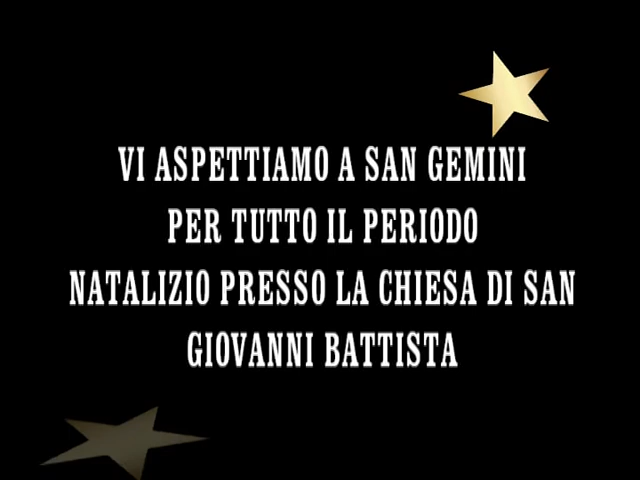 VI ASPETTIAMO A SAN GEMINI
PER TUTTO IL PERIODO
NATALIZIO PRESSO LA CHIESA DI SAN
GIOVANNI BATTISTA